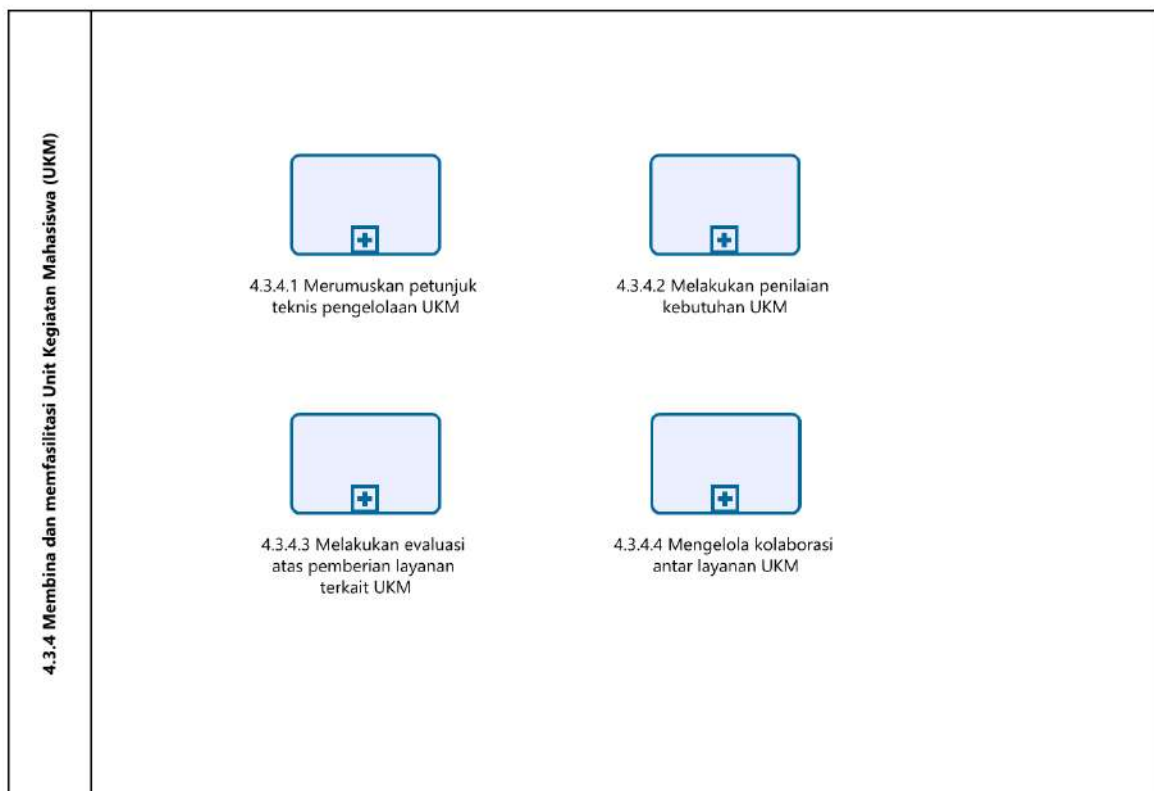 4.3.4 Membina dan memfasilitasi Unit Kegiatan Mahasiswa (UKM)
4.3.4.1 Merumuskan petunjuk
teknis pengelolaan UKM
4.3.4.2 Melakukan penilaian
kebutuhan UKM
4.3.4.3 Melakukan evaluasi
atas pemberian layanan
terkait UKM
4.3.4.4 Mengelola kolaborasi
antar layanan UKM